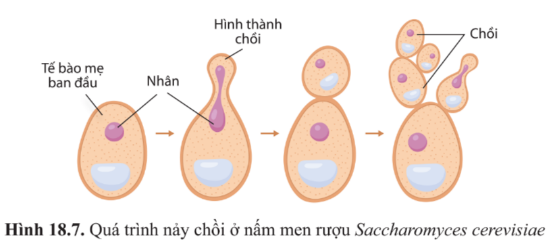 Hình thành
chồi
Chồi
Tế bào mẹ
ban đầu
Nhân
Hình 18.7. Quá trình nảy chồi ở nấm men rượu Saccharomyces cerevisiae